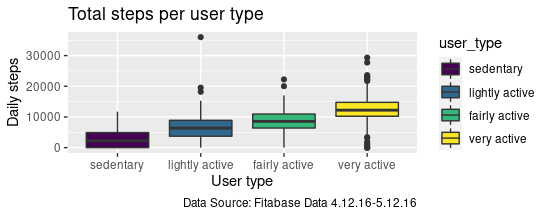 Total steps per user type
Daily steps
30000
20000
10000
0
sedentary
lightly active
fairly active
very active
User type
user_type
sedentary
lightly active
fairly active
very active
Data Source: Fitabase Data 4.12.16-5.12.16